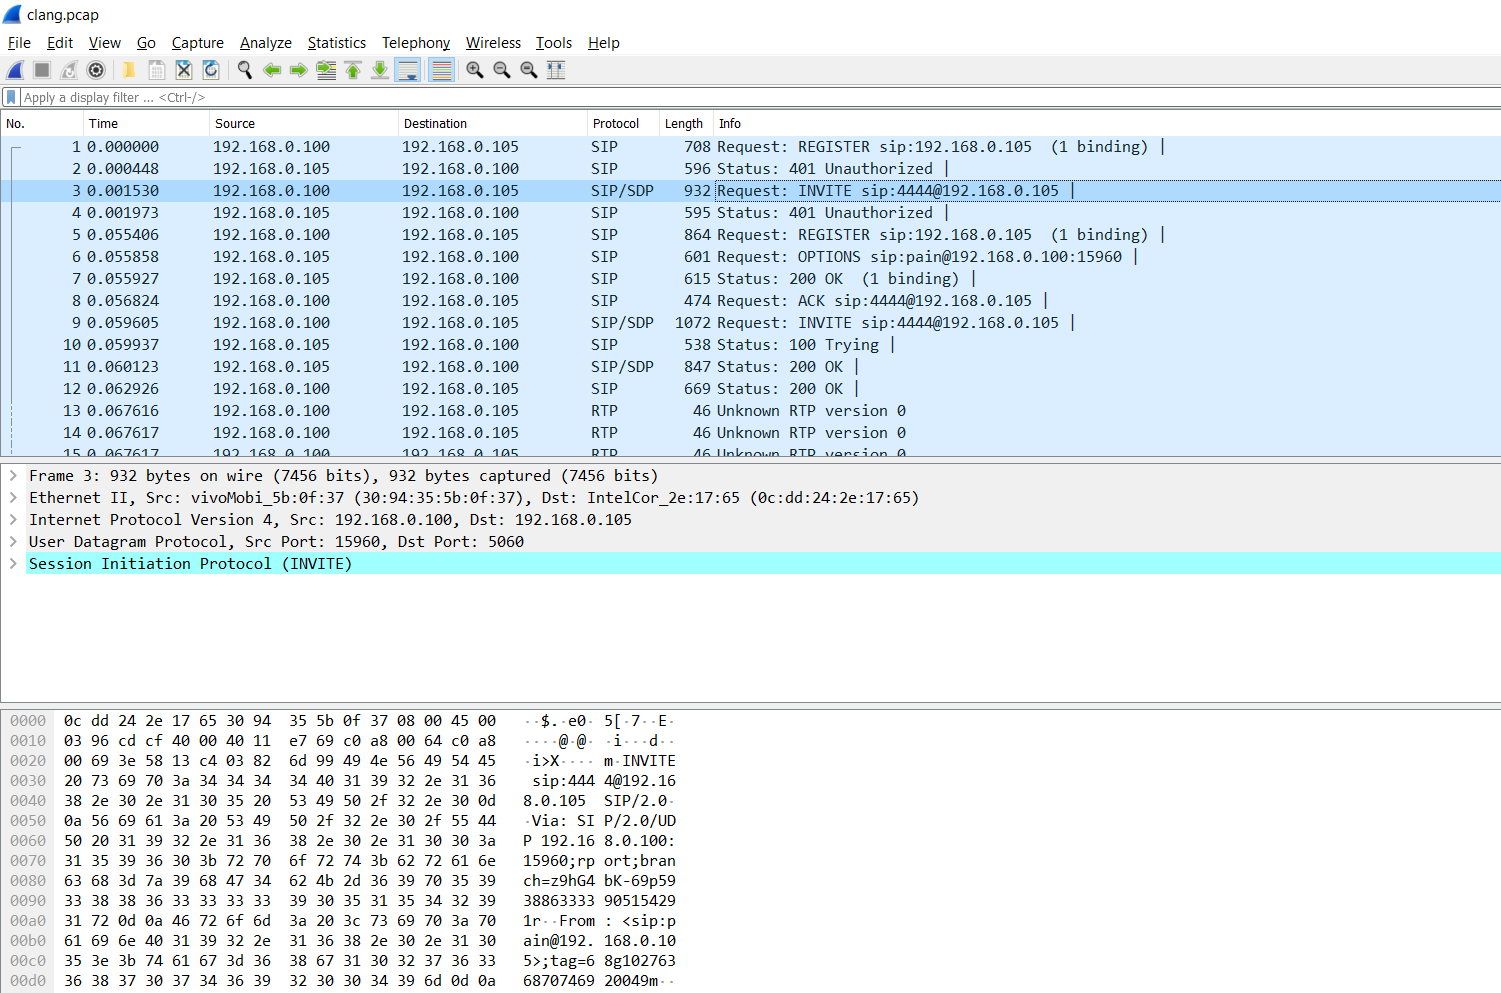 clang.pcap
File Edit View Go Capture Analyze Statistics Telephony Wireless Tools Help
Apply a display filter ... <Ctrl-/>
No. Time Source Destination Protocol Length Info
1 0.000000 192.168.0.100 192.168.0.105 SIP 708 Request: REGISTER sip:192.168.0.105 (1 binding) |
2 0.000448 192.168.0.105 192.168.0.100 SIP 596 Status: 401 Unauthorized |
3 0.001530 192.168.0.100 192.168.0.105 SIP/SDP 932 Request: INVITE sip:4444@192.168.0.105 |
4 0.001973 192.168.0.105 192.168.0.100 SIP 595 Status: 401 Unauthorized |
5 0.055406 192.168.0.100 192.168.0.105 SIP 864 Request: REGISTER sip:192.168.0.105 (1 binding) |
6 0.055858 192.168.0.105 192.168.0.100 SIP 601 Request: OPTIONS sip:pain@192.168.0.100:15960 |
7 0.055927 192.168.0.105 192.168.0.100 SIP 615 Status: 200 OK (1 binding) |
8 0.056824 192.168.0.100 192.168.0.105 SIP 474 Request: ACK sip:4444@192.168.0.105 |
9 0.059605 192.168.0.100 192.168.0.105 SIP/SDP 1072 Request: INVITE sip:4444@192.168.0.105 |
10 0.059937 192.168.0.105 192.168.0.100 SIP 538 Status: 100 Trying |
11 0.060123 192.168.0.105 192.168.0.100 SIP/SDP 847 Status: 200 OK |
12 0.062926 192.168.0.100 192.168.0.105 SIP 669 Status: 200 OK |
13 0.067616 192.168.0.100 192.168.0.105 RTP 46 Unknown RTP version 0
14 0.067617 192.168.0.100 192.168.0.105 RTP 46 Unknown RTP version 0
15 0.067617 192.168.0.100 192.168.0.105 RTP 46 Unknown RTP version 0
Frame 3: 932 bytes on wire (7456 bits), 932 bytes captured (7456 bits)
Ethernet II, Src: vivoMobi_5b:0f:37 (30:94:35:5b:0f:37), Dst: IntelCor_2e:17:65 (0c:dd:24:2e:17:65)
Internet Protocol Version 4, Src: 192.168.0.100, Dst: 192.168.0.105
User Datagram Protocol, Src Port: 15960, Dst Port: 5060
Session Initiation Protocol (INVITE)
0000 0c dd 24 2e 17 65 30 94 35 5b 0f 37 08 00 45 00 ··$.·e0· 5[·7··E·
0010 03 96 cd cf 40 00 40 11 e7 69 c0 a8 00 64 c0 a8 ····@·@· ·i···d··
0020 00 69 3e 58 13 c4 03 82 6d 99 49 4e 56 49 54 45 ·i>X···· m·INVITE
0030 20 73 69 70 3a 34 34 34 34 40 31 39 32 2e 31 36 sip:444 4@192.16
0040 38 2e 30 2e 31 30 35 20 53 49 50 2f 32 2e 30 0d 8.0.105 SIP/2.0·
0050 0a 56 69 61 3a 20 53 49 50 2f 32 2e 30 2f 55 44 ·Via: SI P/2.0/UD
0060 50 20 31 39 32 2e 31 36 38 2e 30 2e 31 30 30 3a P 192.16 8.0.100:
0070 31 35 39 36 30 3b 72 70 6f 72 74 3b 62 72 61 6e 15960;rp ort;bran
0080 63 68 3d 7a 39 68 47 34 62 4b 2d 36 39 70 35 39 ch=z9hG4 bK-69p59
0090 33 38 38 36 33 33 33 33 39 30 35 31 35 34 32 39 38863333 90515429
00a0 31 72 0d 0a 46 72 6f 6d 3a 20 3c 73 69 70 3a 70 1r··From : <sip:p
00b0 61 69 6e 40 31 39 32 2e 31 36 38 2e 30 2e 31 30 ain@192. 168.0.10
00c0 35 3e 3b 74 61 67 3d 36 38 67 31 30 32 37 36 33 5>;tag=6 8g102763
00d0 36 38 37 30 37 34 36 39 32 30 30 34 39 6d 0d 0a 68707469 20049m··